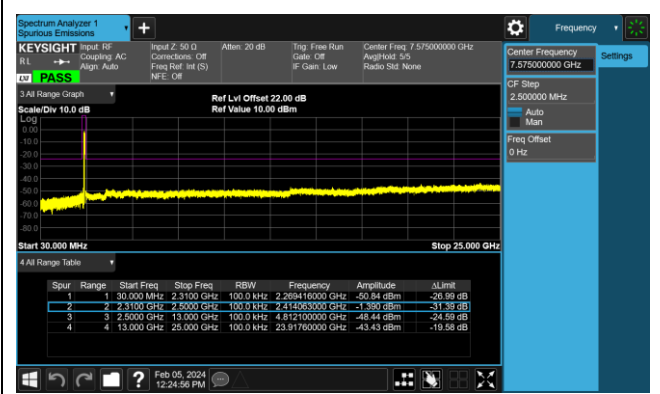 Spectrum Analyzer 1
Spurious Emissions
Frequency
KEYSIGHT
RL
PASS
Input: RF
Coupling: AC
Align: Auto
Input Z: 50 Ω
Corrections: Off
Freq Ref: Int (S)
NFE: Off
Atten: 20 dB
Trig: Free Run
Gate: Off
IF Gain: Low
Center Freq: 7.575000000 GHz
Avg|Hold: 5/5
Radio Std: None
Center Frequency
7.575000000 GHz
Settings
CF Step
2.500000 MHz
Auto
Man
Freq Offset
0 Hz
3 All Range Graph
Scale/Div 10.0 dB
Ref Lvl Offset 22.00 dB
Ref Value 10.00 dBm
Log
0.00
-10.0
-20.0
-30.0
-40.0
-50.0
-60.0
-70.0
-80.0
Start 30.000 MHz
Stop 25.000 GHz
4 All Range Table
Spur Range Start Freq Stop Freq RBW Frequency Amplitude ΔLimit
1 1 30.000 MHz 2.3100 GHz 100.0 kHz 2.269416000 GHz -50.84 dBm -26.99 dB
2 2 2.3100 GHz 2.5000 GHz 100.0 kHz 2.414063000 GHz -1.390 dBm -31.39 dB
3 3 2.5000 GHz 13.000 GHz 100.0 kHz 4.812100000 GHz -48.44 dBm -24.59 dB
4 4 13.000 GHz 25.000 GHz 100.0 kHz 23.91760000 GHz -43.43 dBm -19.58 dB
Feb 05, 2024
12:24:56 PM